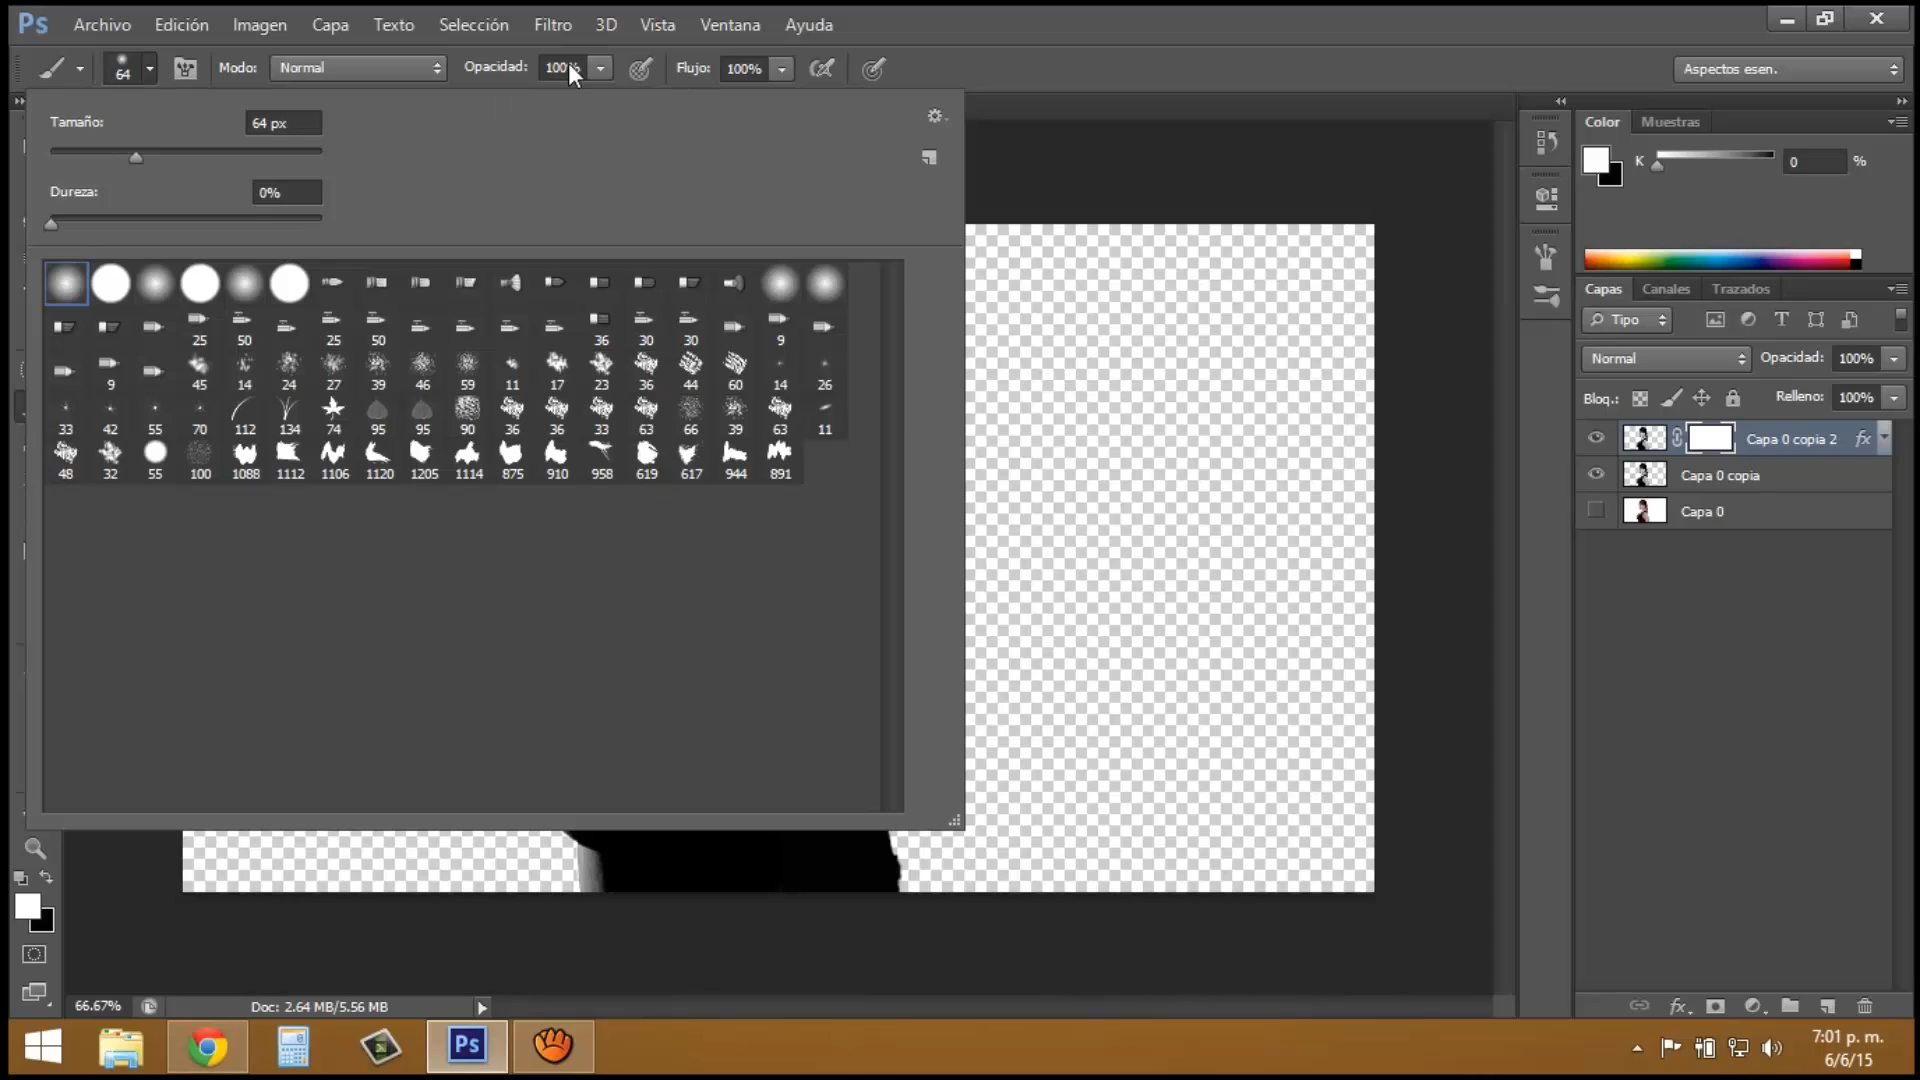 Ps Archivo Edición Imagen Capa Texto Selección Filtro 3D Vista Ventana Ayuda
64 Modo: Normal Opacidad: 100% Flujo: 100% Aspectos esen.
Tamaño: 64 px
Dureza: 0%
25 50 25 50 36 30 30 9
9 45 14 24 27 39 46 59 11 17 23 36 44 60 14 26
33 42 55 70 112 134 74 95 95 90 36 36 33 63 66 39 63 11
48 32 55 100 1088 1112 1106 1120 1205 1114 875 910 958 619 617 944 891
Color Muestras
K 0 %
Capas Canales Trazados
Tipo
Normal Opacidad: 100%
Bloq.: Relleno: 100%
Capa 0 copia 2 fx
Capa 0 copia
Capa 0
fx
66.67% Doc: 2.64 MB/5.56 MB
Ps
7:01 p. m.
6/6/15